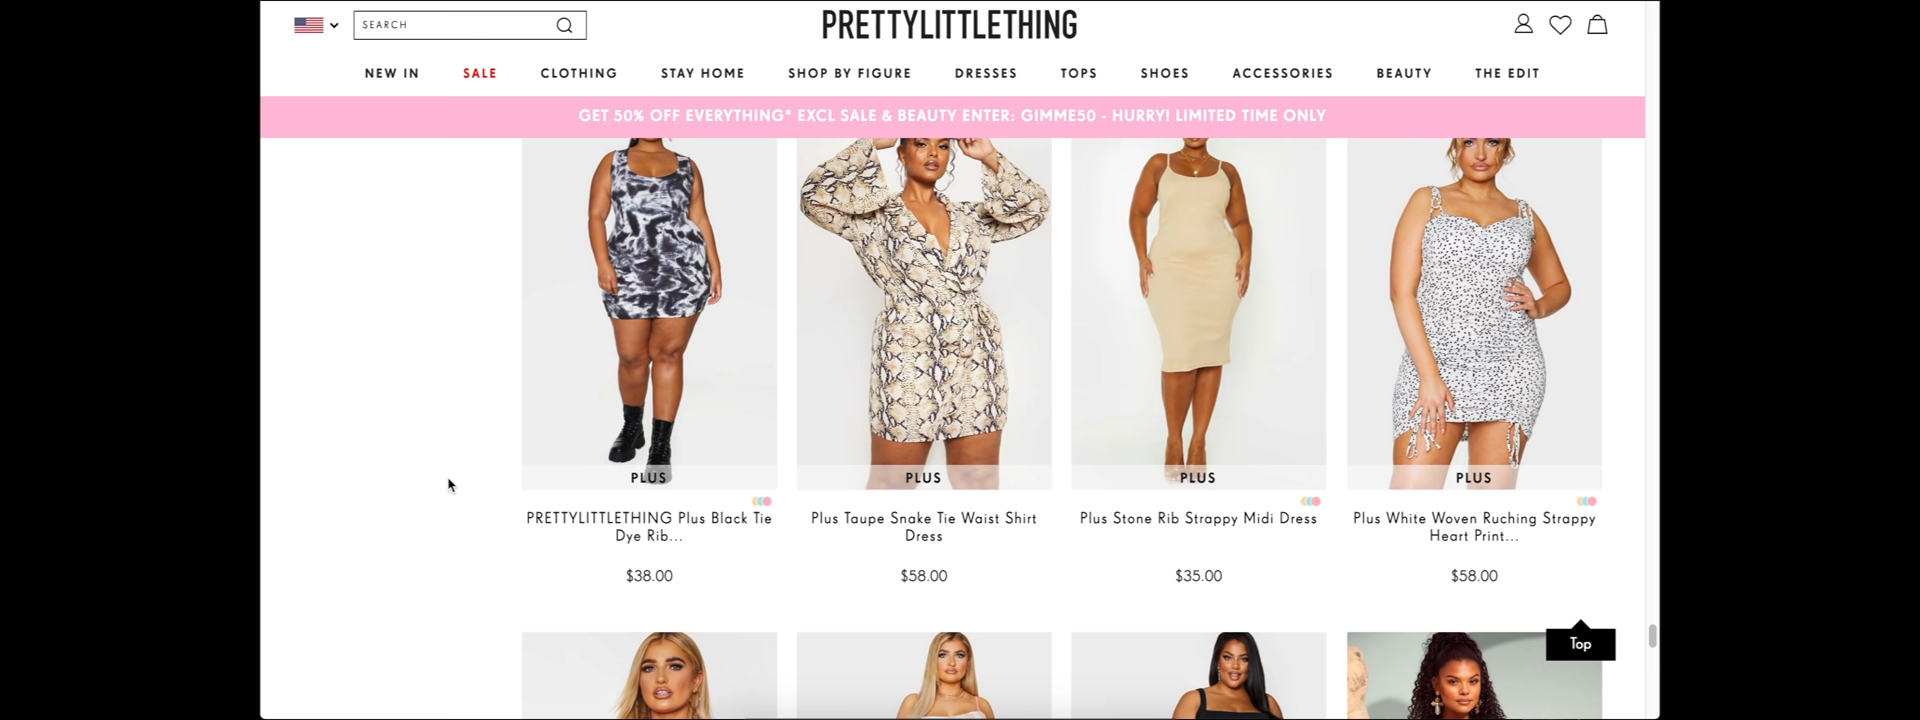 SEARCH
PRETTYLITTLETHING
NEW IN
SALE
CLOTHING
STAY HOME
SHOP BY FIGURE
DRESSES
TOPS
SHOES
ACCESSORIES
BEAUTY
THE EDIT
GET 50% OFF EVERYTHING* EXCL SALE & BEAUTY ENTER: GIMME50 - HURRY! LIMITED TIME ONLY
PLUS
PLUS
PLUS
PLUS
PRETTYLITTLETHING Plus Black Tie
Dye Rib...
$38.00
Plus Taupe Snake Tie Waist Shirt
Dress
$58.00
Plus Stone Rib Strappy Midi Dress
$35.00
Plus White Woven Ruching Strappy
Heart Print...
$58.00
Top